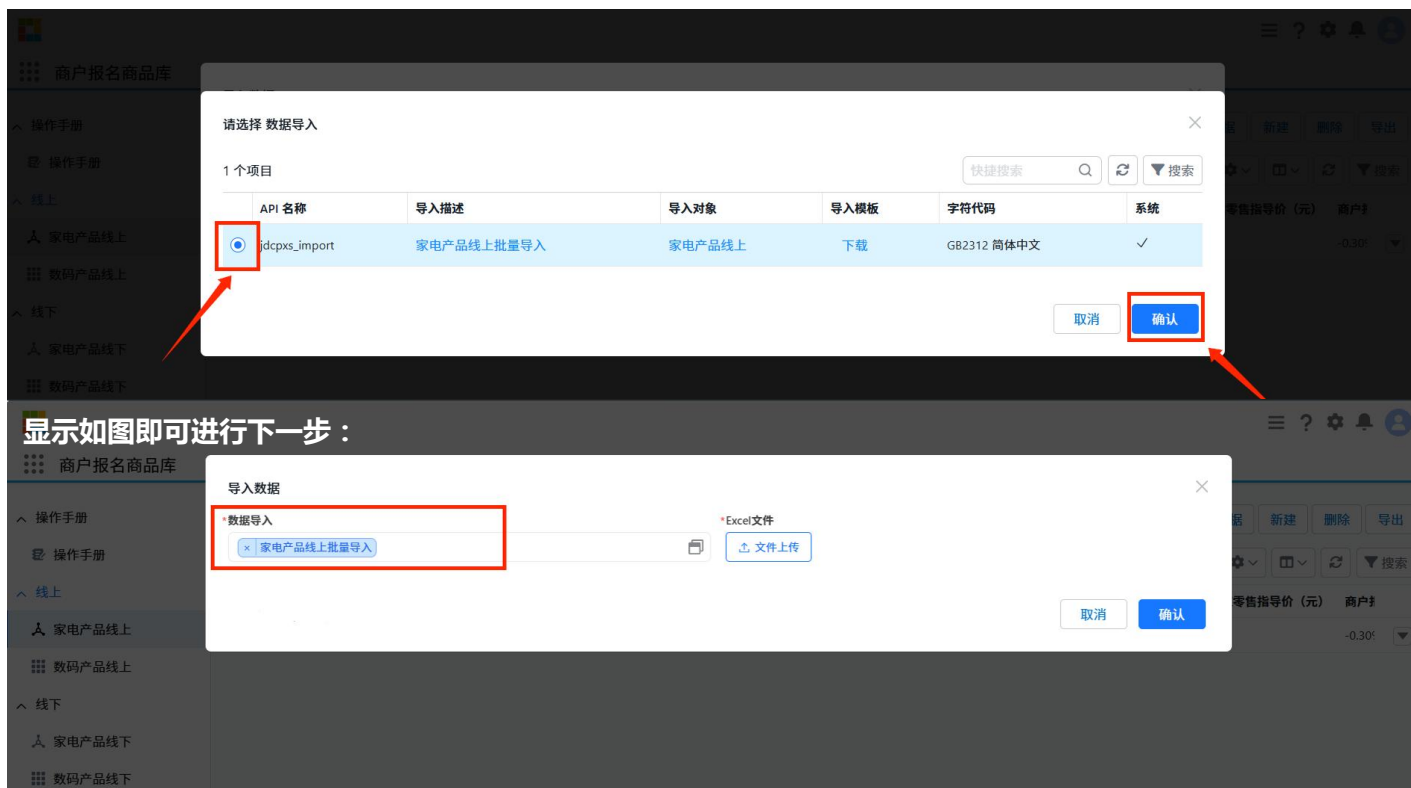 商户报名商品库
操作手册
操作手册
线上
家电产品线上
数码产品线上
线下
家电产品线下
数码产品线下
请选择 数据导入
1 个项目
快捷搜索
搜索
API 名称 导入描述 导入对象 导入模板 字符代码 系统
jdcpxs_import 家电产品线上批量导入 家电产品线上 下载 GB2312 简体中文
取消 确认
新建 删除 导出
搜索
零售指导价（元） 商户
-0.30
显示如图即可进行下一步：
商户报名商品库
操作手册
操作手册
线上
家电产品线上
数码产品线上
线下
家电产品线下
数码产品线下
导入数据
*数据导入 *Excel文件
× 家电产品线上批量导入 文件上传
取消 确认
据 新建 删除 导出
搜索
零售指导价（元） 商户
-0.30